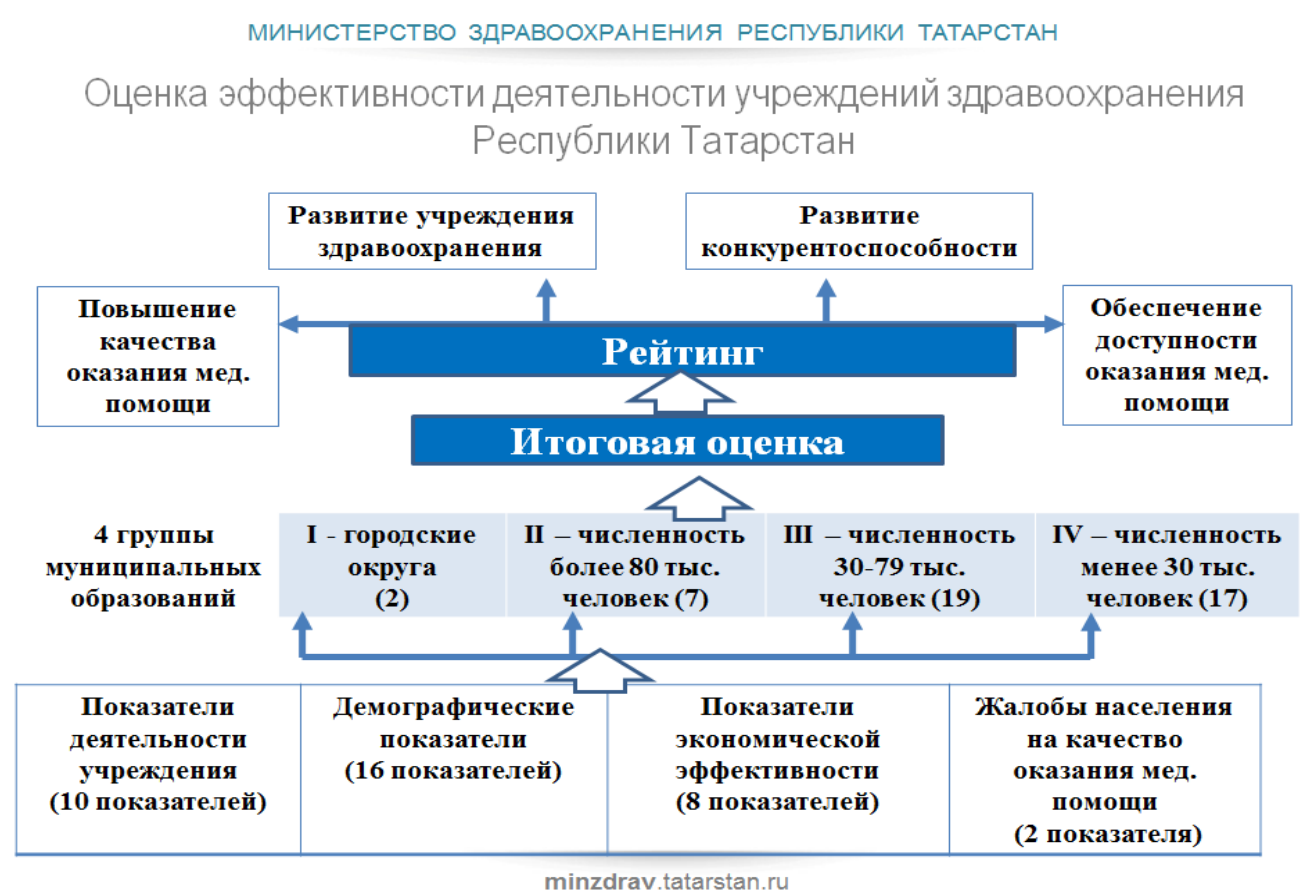 МИНИСТЕРСТВО ЗДРАВООХРАНЕНИЯ РЕСПУБЛИКИ ТАТАРСТАН
Оценка эффективности деятельности учреждений здравоохранения
Республики Татарстан
Развитие учреждения
здравоохранения
Развитие
конкурентоспособности
Повышение
качества
оказания мед.
помощи
Обеспечение
доступности
оказания мед.
помощи
Рейтинг
Итоговая оценка
4 группы
муниципальных
образований
I - городские
округа
(2)
II – численность
более 80 тыс.
человек (7)
III – численность
30-79 тыс.
человек (19)
IV – численность
менее 30 тыс.
человек (17)
Показатели
деятельности
учреждения
(10 показателей)
Демографические
показатели
(16 показателей)
Показатели
экономической
эффективности
(8 показателей)
Жалобы населения
на качество
оказания мед.
помощи
(2 показателя)
minzdrav.tatarstan.ru